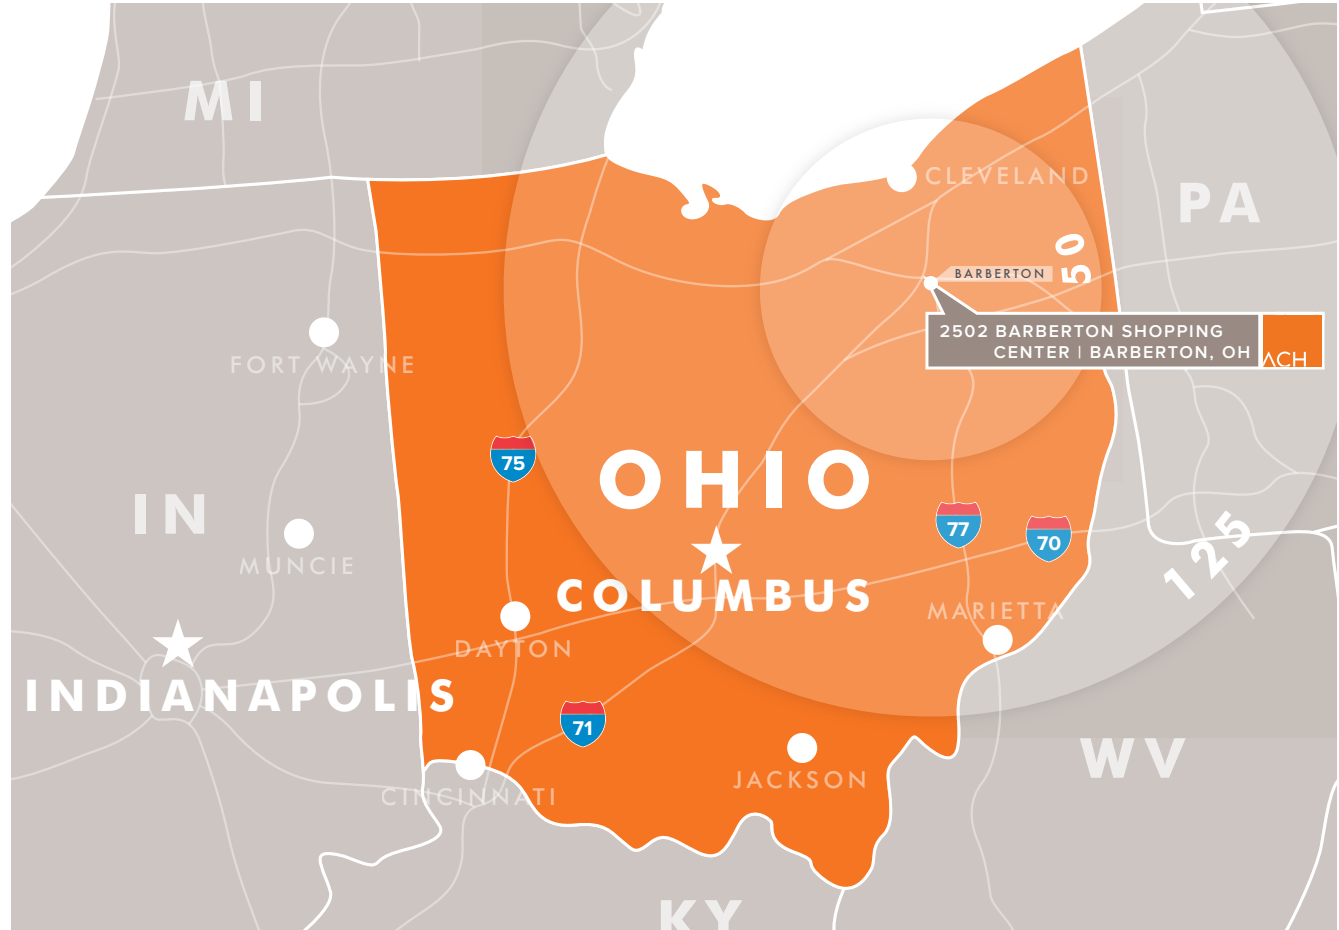 MI
CLEVELAND
PA
50
BARBERTON
2502 BARBERTON SHOPPING
CENTER | BARBERTON, OH
ACH
FORT WAYNE
75
OHIO
IN
77
70
125
MUNCIE
COLUMBUS
MARIETTA
DAYTON
INDIANAPOLIS
71
WV
JACKSON
CINCINNATI
KY